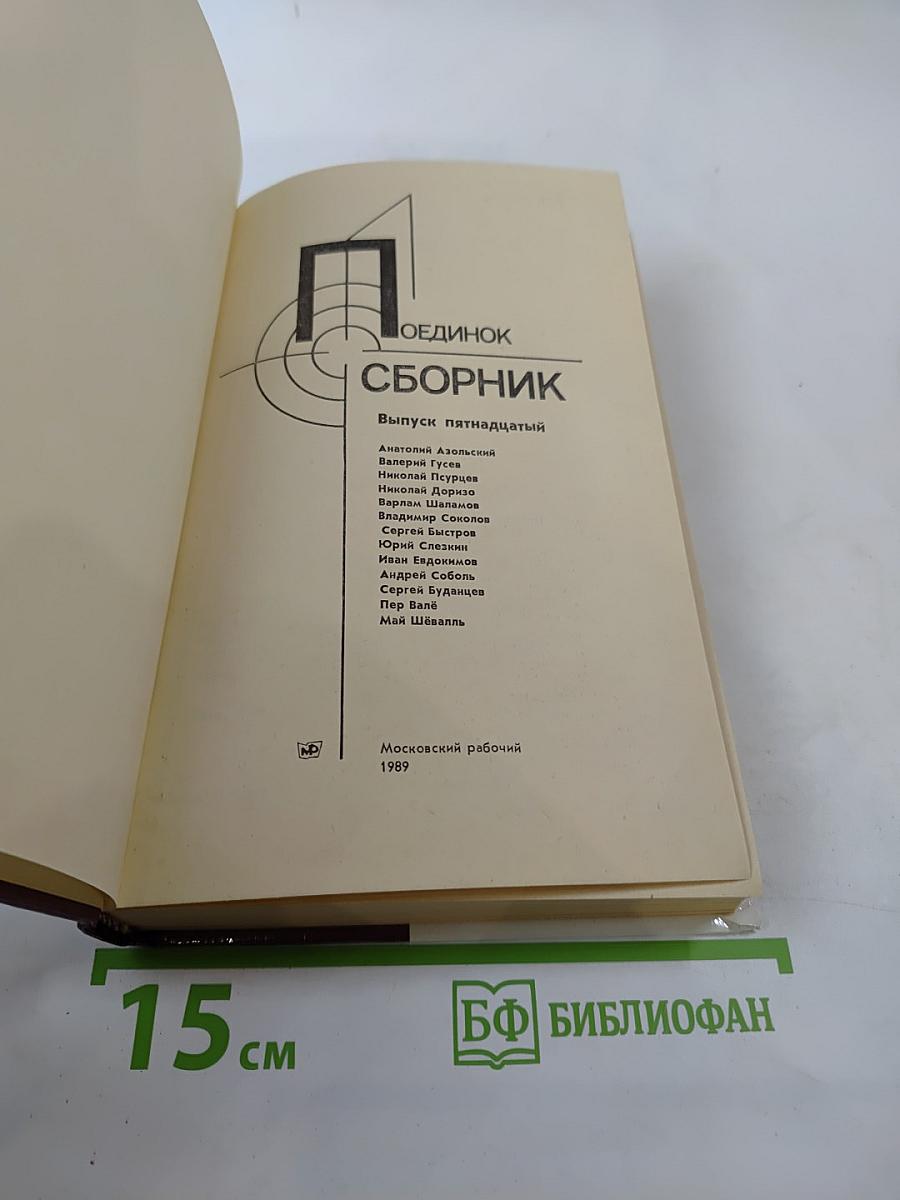 ПОЕДИНОК
СБОРНИК
Выпуск пятнадцатый
Анатолий Азольский
Валерий Гусев
Николай Псурцев
Николай Доризо
Варлам Шаламов
Владимир Соколов
Сергей Быстров
Юрий Слезкин
Иван Евдокимов
Андрей Соболь
Сергей Буданцев
Пер Валё
Май Шёвалль
МР
Московский рабочий
1989
15 см
БФ БИБЛИОФАН